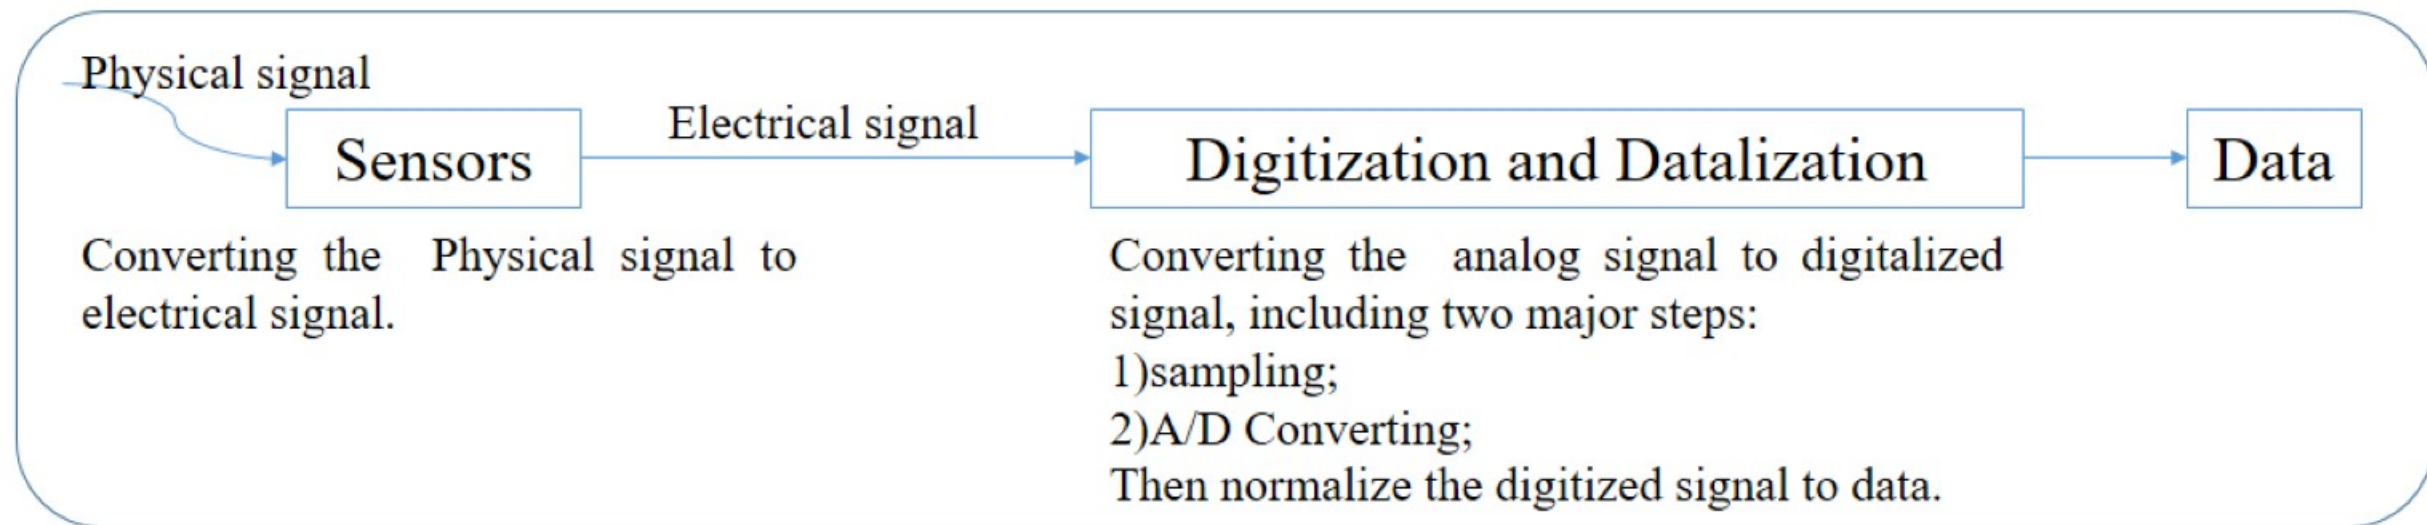 Physical signal
Sensors
Electrical signal
Digitization and Datalization
Data
Converting the Physical signal to
electrical signal.
Converting the analog signal to digitalized
signal, including two major steps:
1)sampling;
2)A/D Converting;
Then normalize the digitized signal to data.